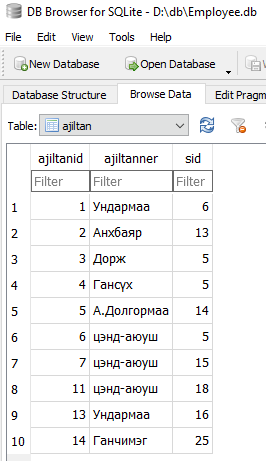 DB Browser for SQLite - D:\db\Employee.db
File Edit View Tools Help
New Database Open Database
Database Structure Browse Data Edit Pragm
Table: ajiltan
ajiltanid ajiltanner sid
Filter Filter Filter
1 1 Ундармаа 6
2 2 Анхбаяр 13
3 3 Дорж 5
4 4 Гансүх 5
5 5 А.Долгормаа 14
6 6 цэнд-аюуш 5
7 7 цэнд-аюуш 15
8 11 цэнд-аюуш 18
9 13 Ундармаа 16
10 14 Ганчимэг 25